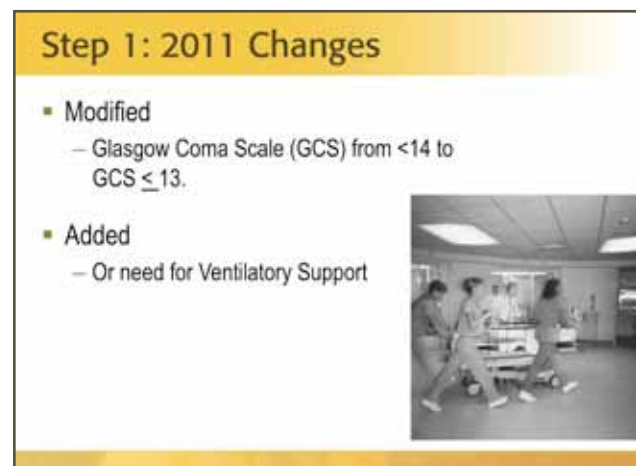 Step 1: 2011 Changes
▪ Modified
– Glasgow Coma Scale (GCS) from <14 to
GCS < 13.
▪ Added
– Or need for Ventilatory Support